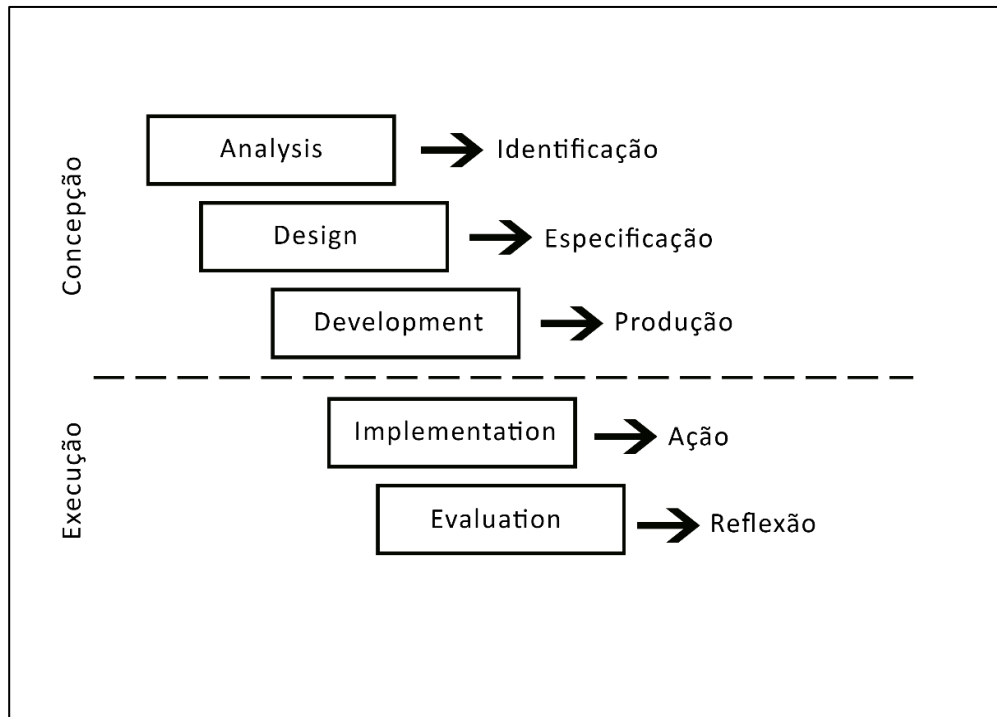 Concepção
Analysis
Identificação
Design
Especificação
Development
Produção
Execução
Implementation
Ação
Evaluation
Reflexão